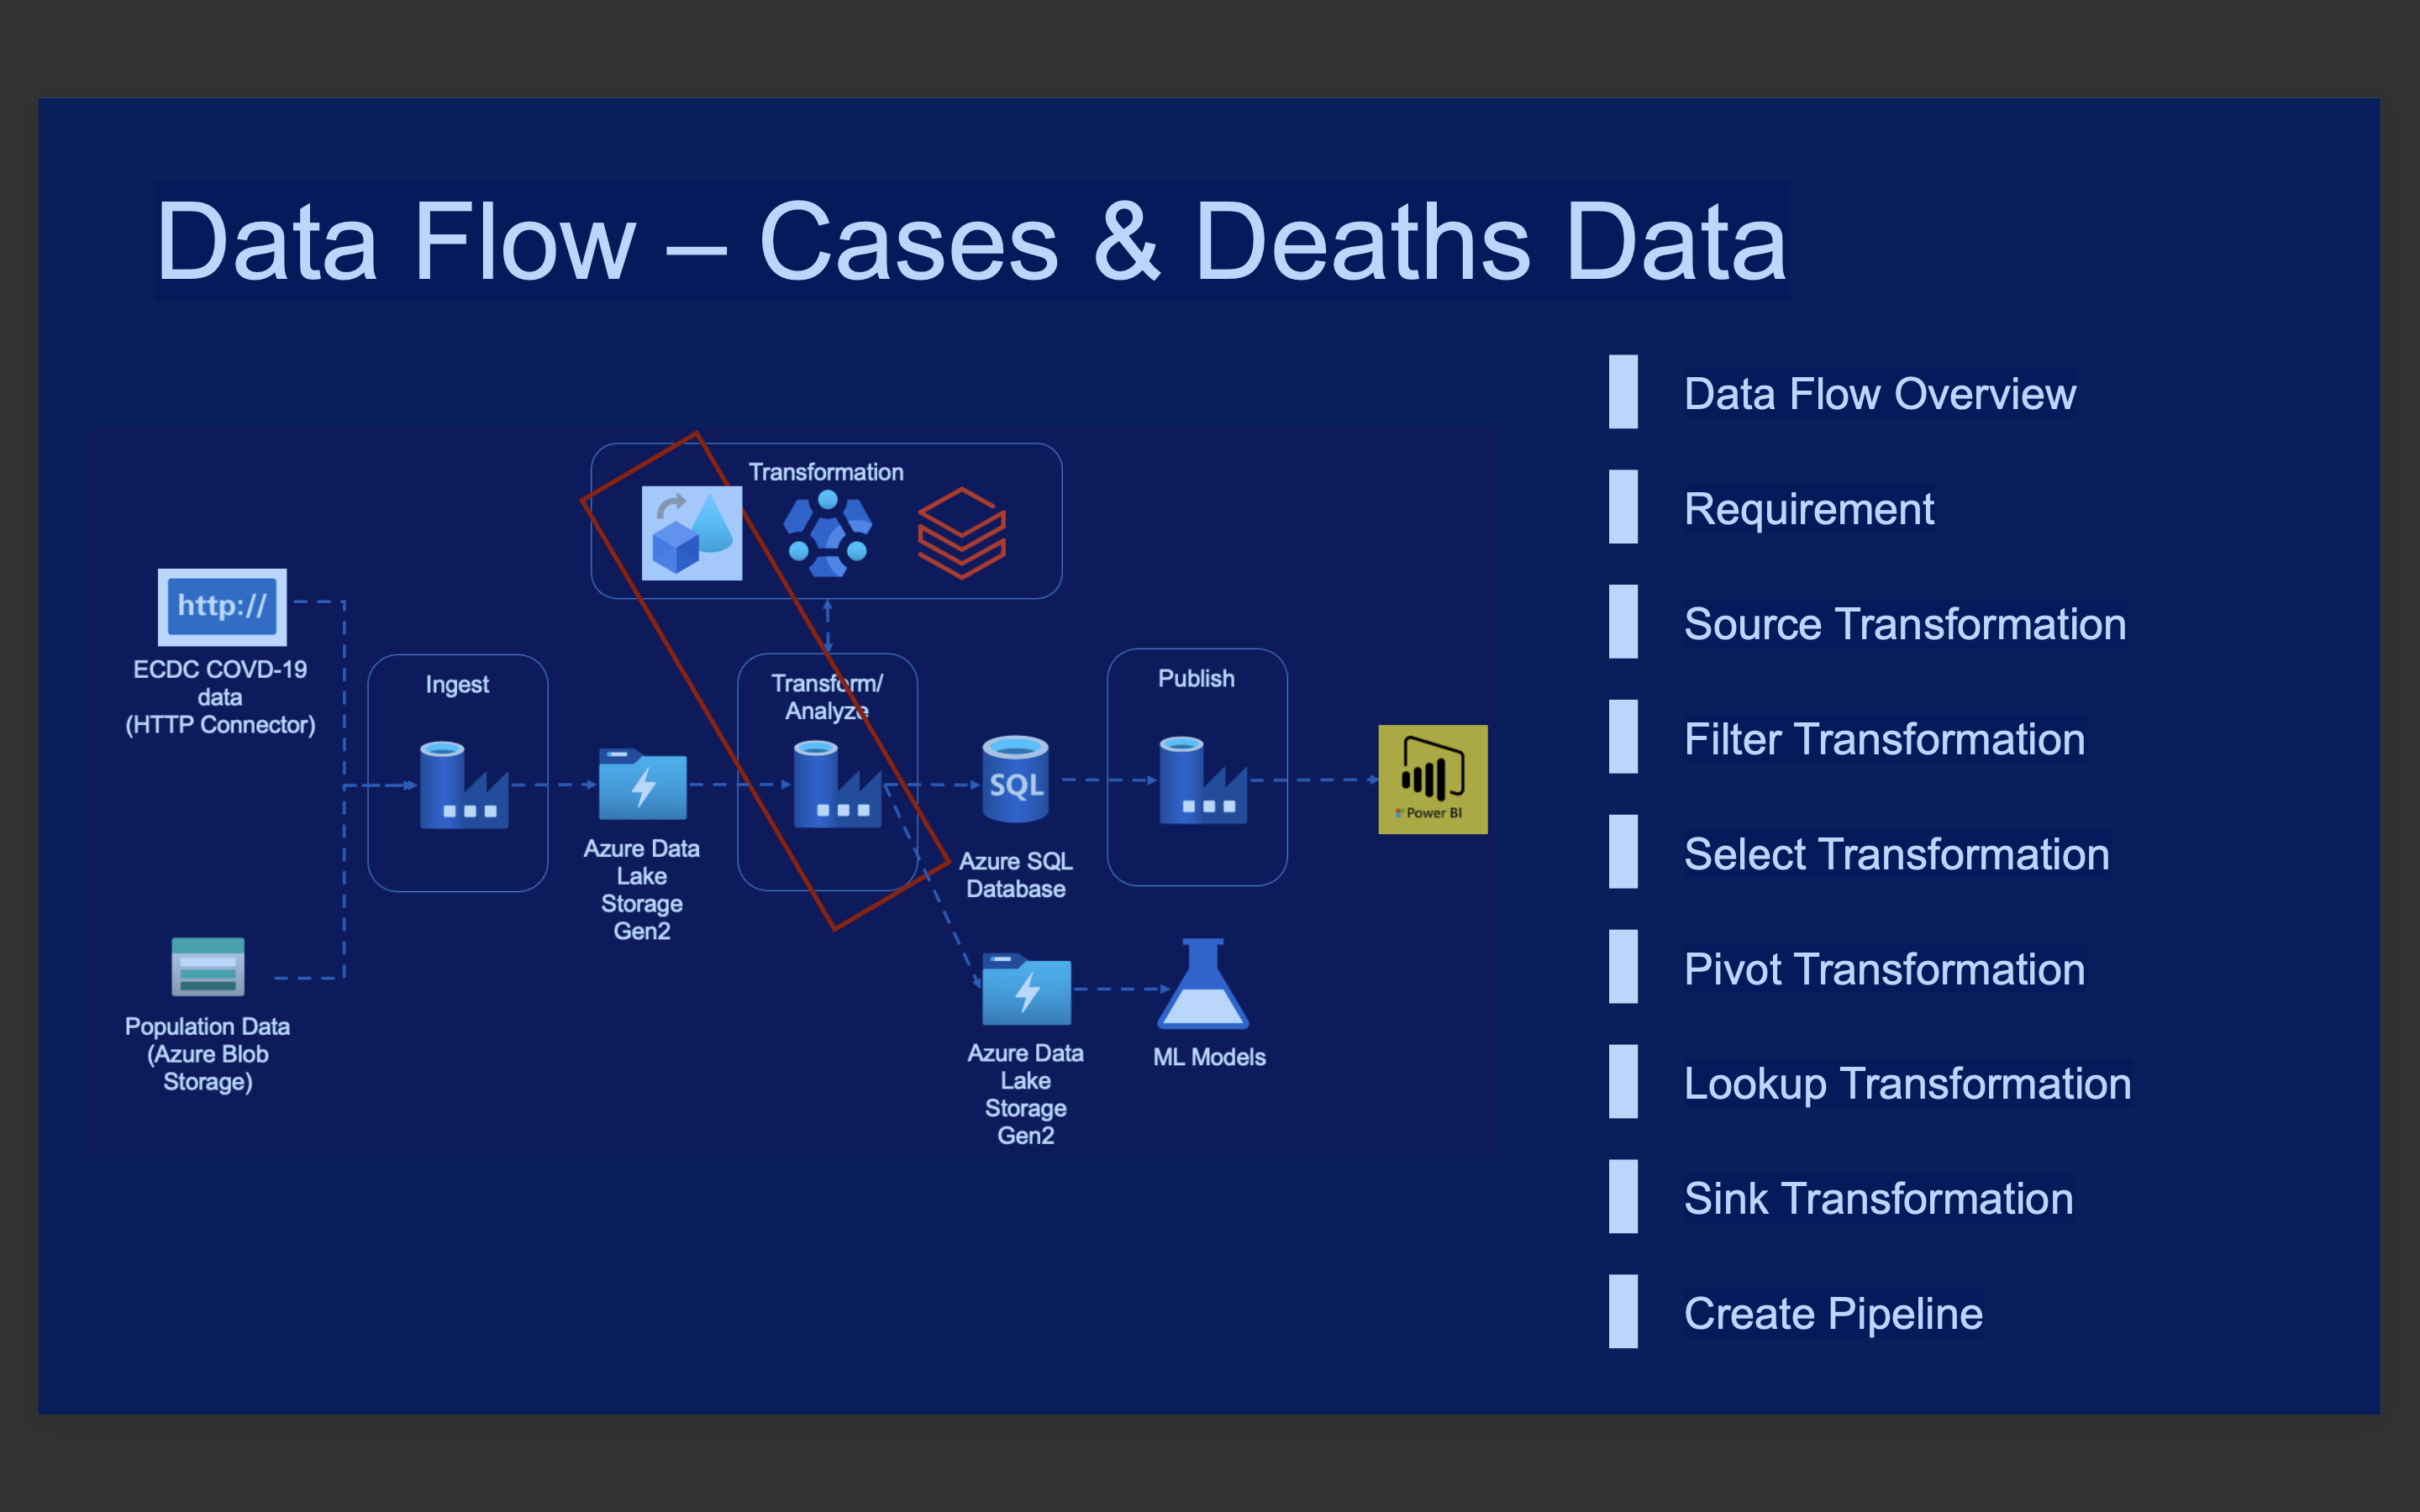 Data Flow – Cases & Deaths Data
Transformation
http://
ECDC COVD-19
data
(HTTP Connector)
Ingest
Transform/
Analyze
Publish
SQL
Power BI
Azure Data
Lake
Storage
Gen2
Azure SQL
Database
Population Data
(Azure Blob
Storage)
Azure Data
Lake
Storage
Gen2
ML Models
Data Flow Overview
Requirement
Source Transformation
Filter Transformation
Select Transformation
Pivot Transformation
Lookup Transformation
Sink Transformation
Create Pipeline